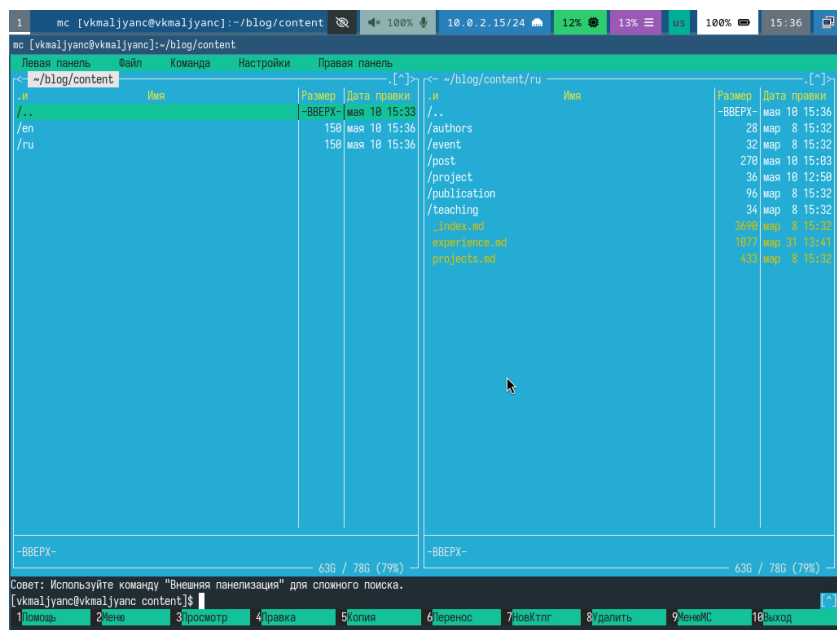 1 mc [vkmaljyanc@vkmaljyanc]:~/blog/content 100% 10.0.2.15/24 12% 13% us 100% 15:36
mc [vkmaljyanc@vkmaljyanc]:~/blog/content
Левая панель Файл Команда Настройки Правая панель
<- ~/blog/content .[^]> <- ~/blog/content/ru .[^]>
.и Имя Размер Дата правки .и Имя Размер Дата правки
/.. -ВВЕРХ- мая 10 15:33 /.. -ВВЕРХ- мая 10 15:36
/en 150 мая 10 15:36 /authors 28 мар 8 15:32
/ru 150 мая 10 15:36 /event 32 мар 8 15:32
/post 270 мая 10 15:03
/project 36 мая 10 12:50
/publication 96 мар 8 15:32
/teaching 34 мар 8 15:32
_index.md 3690 мар 8 15:32
experience.md 1077 мар 31 13:41
projects.md 433 мар 8 15:32
-ВВЕРХ- -ВВЕРХ-
63G / 78G (79%) 63G / 78G (79%)
Совет: Используйте команду "Внешняя панелизация" для сложного поиска.
[vkmaljyanc@vkmaljyanc content]$ [^]
1Помощь 2Меню 3Просмотр 4Правка 5Копия 6Перенос 7НовКтлг 8Удалить 9МенюМС 10Выход